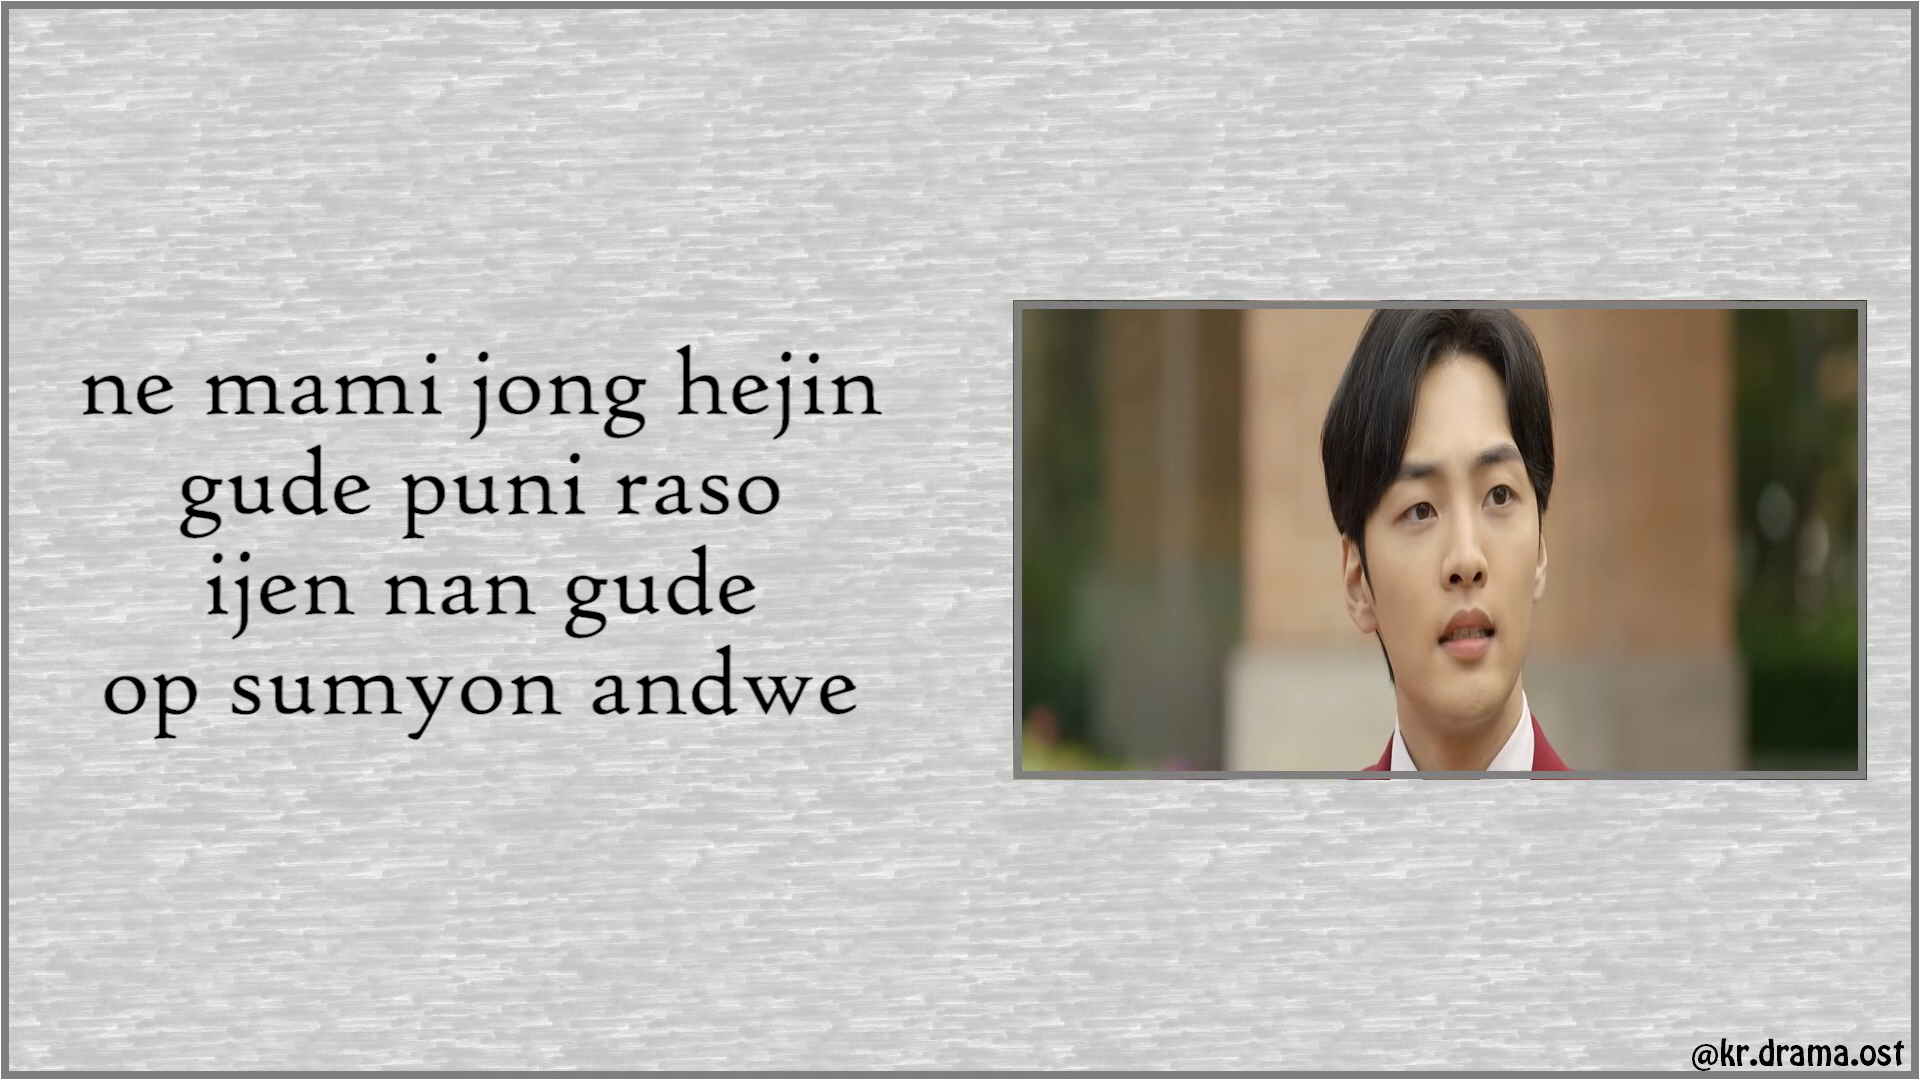 ne mami jong hejin
gude puni raso
ijen nan gude
op sumyon andwe
@kr.drama.ost